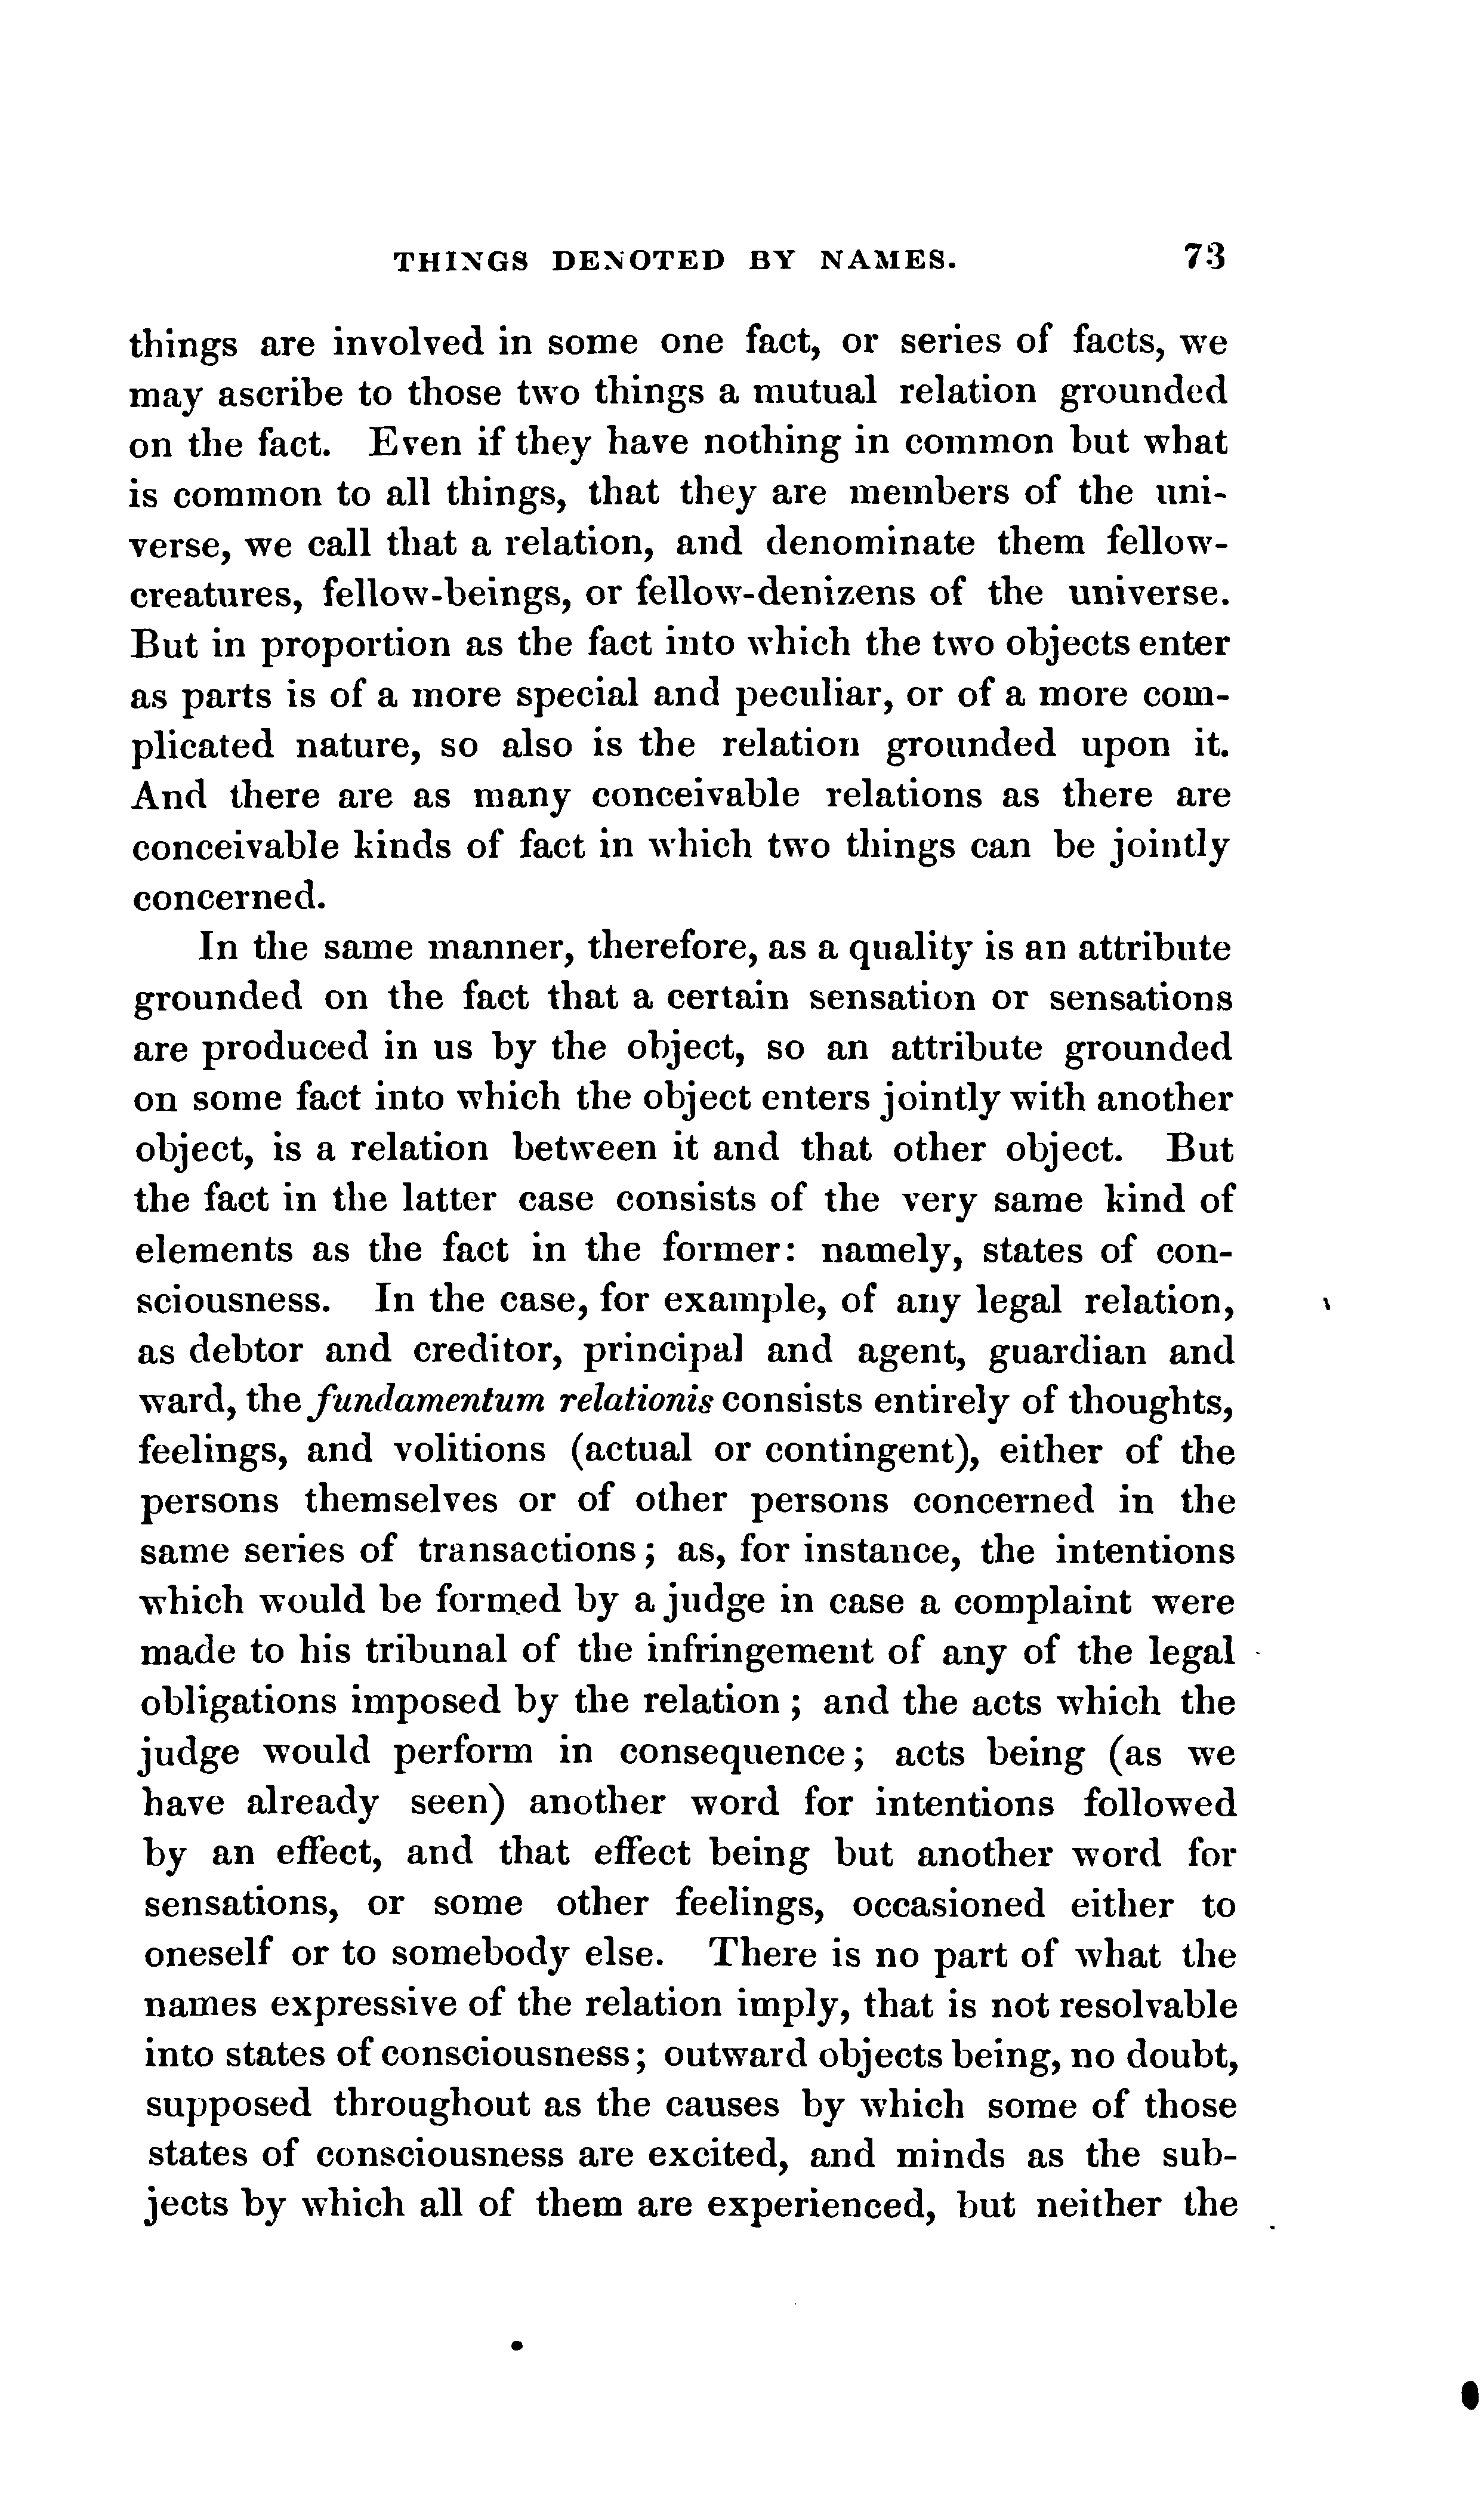 THINGS DENOTED BY NAMES. 73
things are involved in some one fact, or series of facts, we
may ascribe to those two things a mutual relation grounded
on the fact. Even if they have nothing in common but what
is common to all things, that they are members of the uni-
verse, we call that a relation, and denominate them fellow-
creatures, fellow-beings, or fellow-denizens of the universe.
But in proportion as the fact into which the two objects enter
as parts is of a more special and peculiar, or of a more com-
plicated nature, so also is the relation grounded upon it.
And there are as many conceivable relations as there are
conceivable kinds of fact in which two things can be jointly
concerned.
In the same manner, therefore, as a quality is an attribute
grounded on the fact that a certain sensation or sensations
are produced in us by the object, so an attribute grounded
on some fact into which the object enters jointly with another
object, is a relation between it and that other object. But
the fact in the latter case consists of the very same kind of
elements as the fact in the former: namely, states of con-
sciousness. In the case, for example, of any legal relation,
as debtor and creditor, principal and agent, guardian and
ward, the fundamentum relationis consists entirely of thoughts,
feelings, and volitions (actual or contingent), either of the
persons themselves or of other persons concerned in the
same series of transactions; as, for instance, the intentions
which would be formed by a judge in case a complaint were
made to his tribunal of the infringement of any of the legal
obligations imposed by the relation; and the acts which the
judge would perform in consequence; acts being (as we
have already seen) another word for intentions followed
by an effect, and that effect being but another word for
sensations, or some other feelings, occasioned either to
oneself or to somebody else. There is no part of what the
names expressive of the relation imply, that is not resolvable
into states of consciousness; outward objects being, no doubt,
supposed throughout as the causes by which some of those
states of consciousness are excited, and minds as the sub-
jects by which all of them are experienced, but neither the